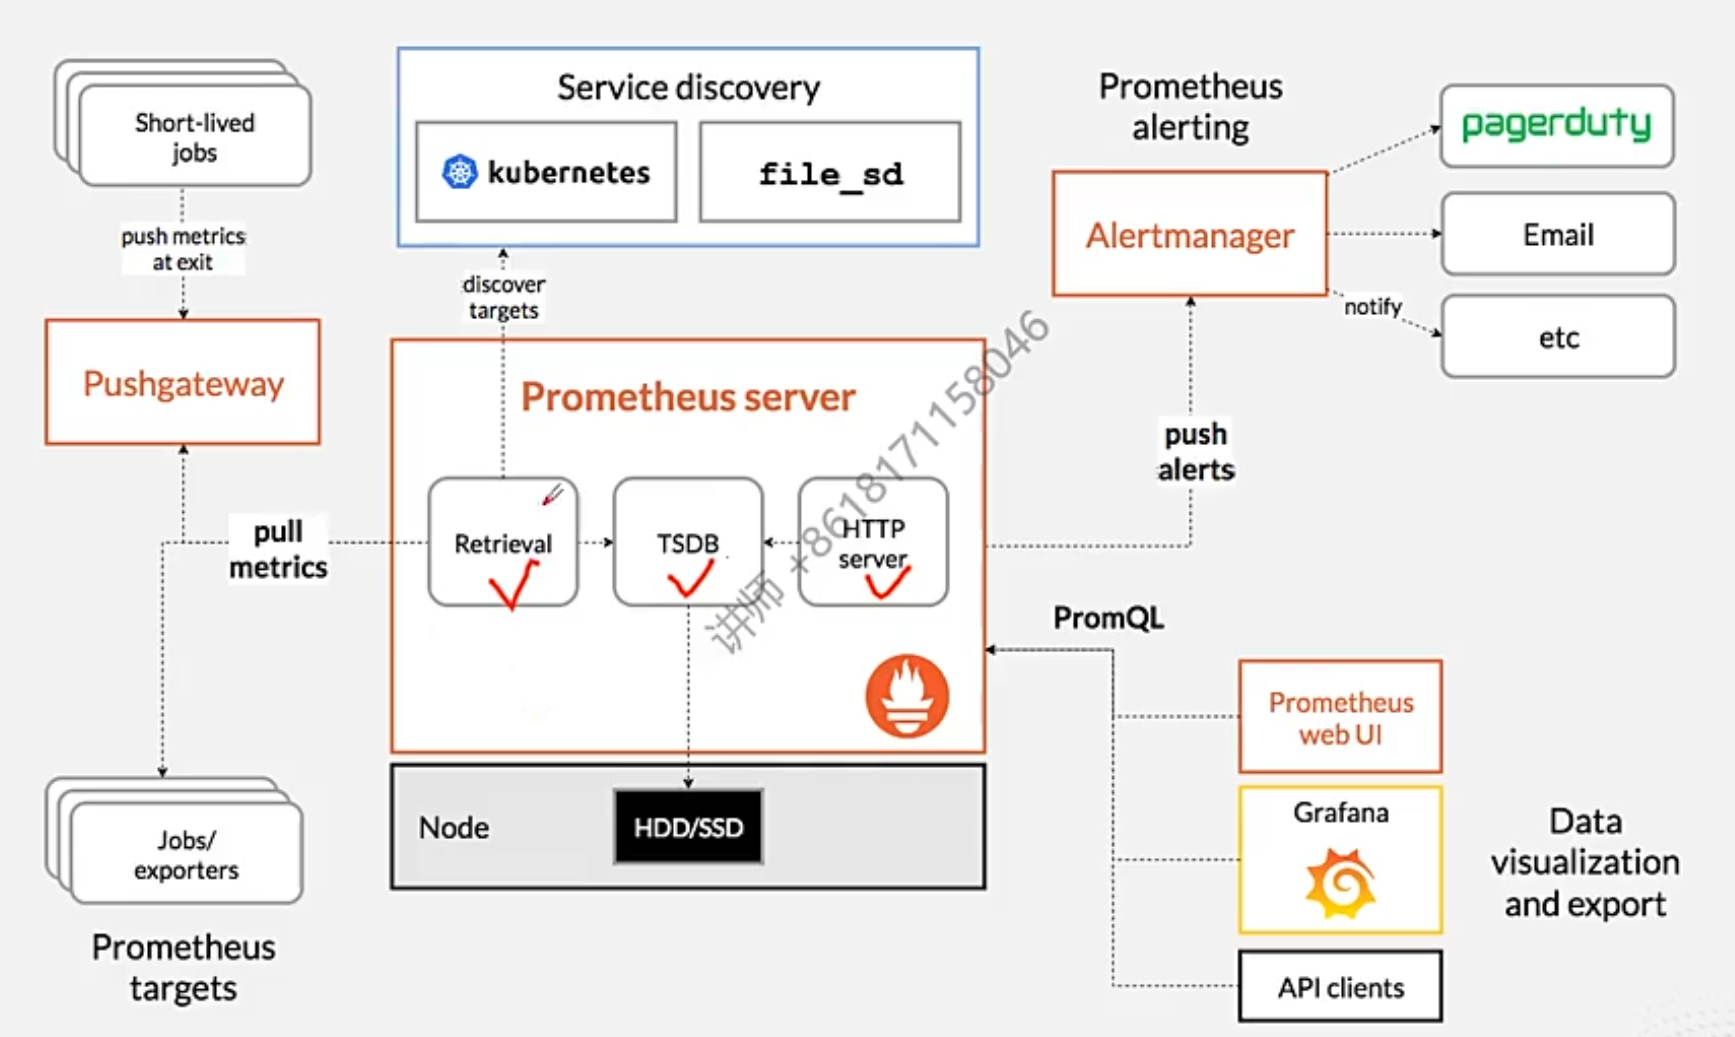 Short-lived
jobs
push metrics
at exit
Pushgateway
pull
metrics
Jobs/
exporters
Prometheus
targets
Service discovery
kubernetes
file_sd
discover
targets
Prometheus server
Retrieval
TSDB
HTTP
server
Node
HDD/SSD
Prometheus
alerting
Alertmanager
pagerduty
Email
notify
etc
push
alerts
PromQL
Prometheus
web UI
Grafana
API clients
Data
visualization
and export
讲师 +8618171158046